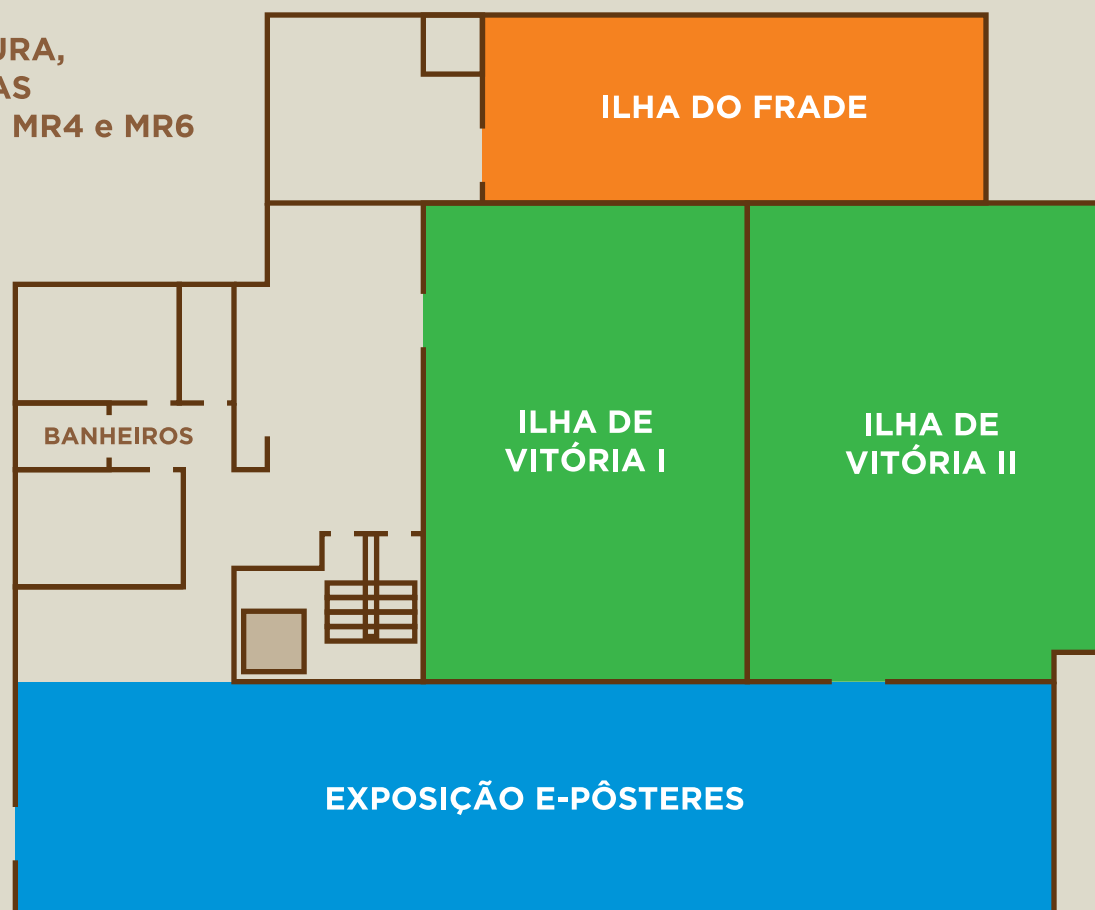 URA,
AS
MR4 e MR6
ILHA DO FRADE
ILHA DE
VITÓRIA I
ILHA DE
VITÓRIA II
BANHEIROS
EXPOSIÇÃO E-PÔSTERES